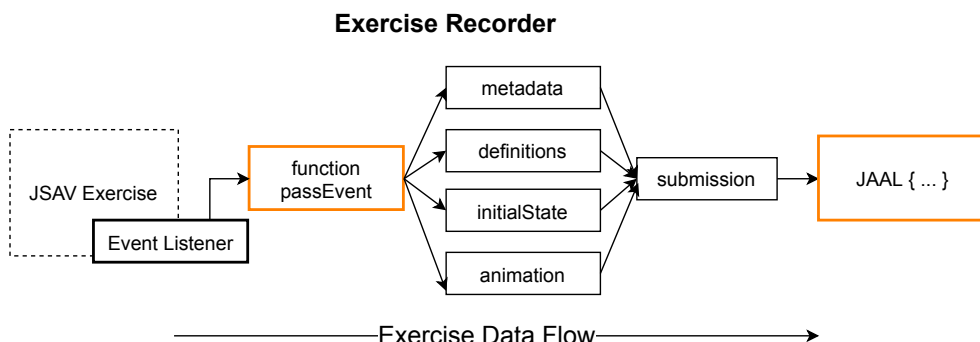 Exercise Recorder
metadata
definitions
initialState
animation
JSAV Exercise
Event Listener
function
passEvent
submission
JAAL { ... }
Exercise Data Flow